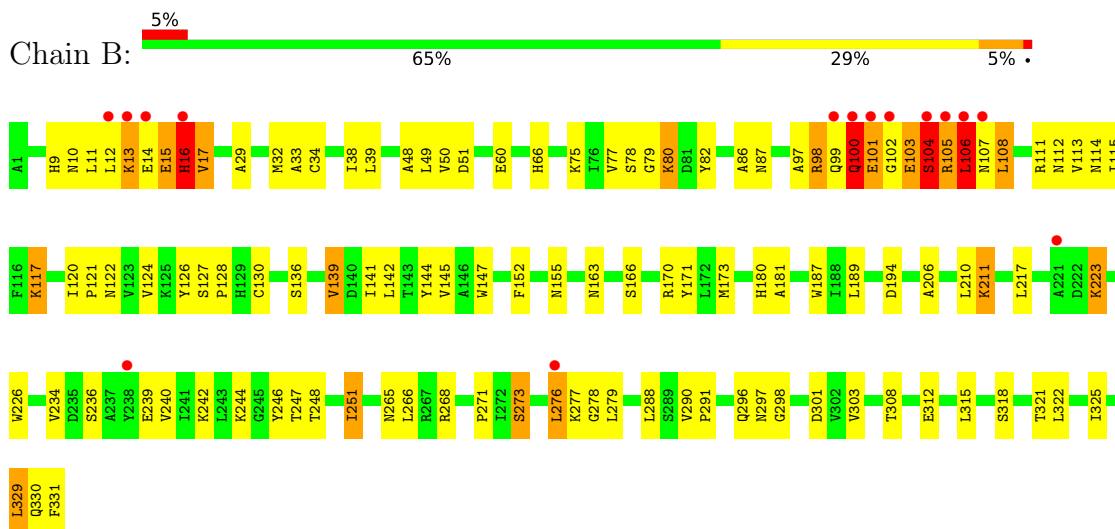 5%
Chain B:
65% 29% 5% •
A1 H9 N10 L11 L12 K13 E14 E15 H16 V17 A29 M32 A33 C34 I38 L39 A48 L49 V50 D51 E60 H66 K75 I76 V77 S78 G79 K80 D81 Y82 A86 N87 A97 R98 Q99 Q100 E101 G102 E103 S104 R105 L106 N107 L108 R111 N112 V113 N114 I115
F116 K117 I120 P121 N122 V123 V124 K125 Y126 S127 P128 H129 C130 S136 V139 D140 I141 L142 T143 Y144 V145 A146 W147 F152 N155 N163 S166 R170 Y171 L172 M173 H180 A181 W187 I188 L189 D194 A206 L210 K211 L217 A221 D222 K223
W226 V234 D235 S236 A237 Y238 E239 V240 I241 K242 L243 K244 G245 Y246 T247 T248 I251 N265 L266 R267 R268 P271 I272 S273 L276 K277 G278 L279 L288 S289 V290 P291 Q296 N297 G298 D301 V302 V303 T308 E312 L315 S318 T321 L322 I325
L329 Q330 F331